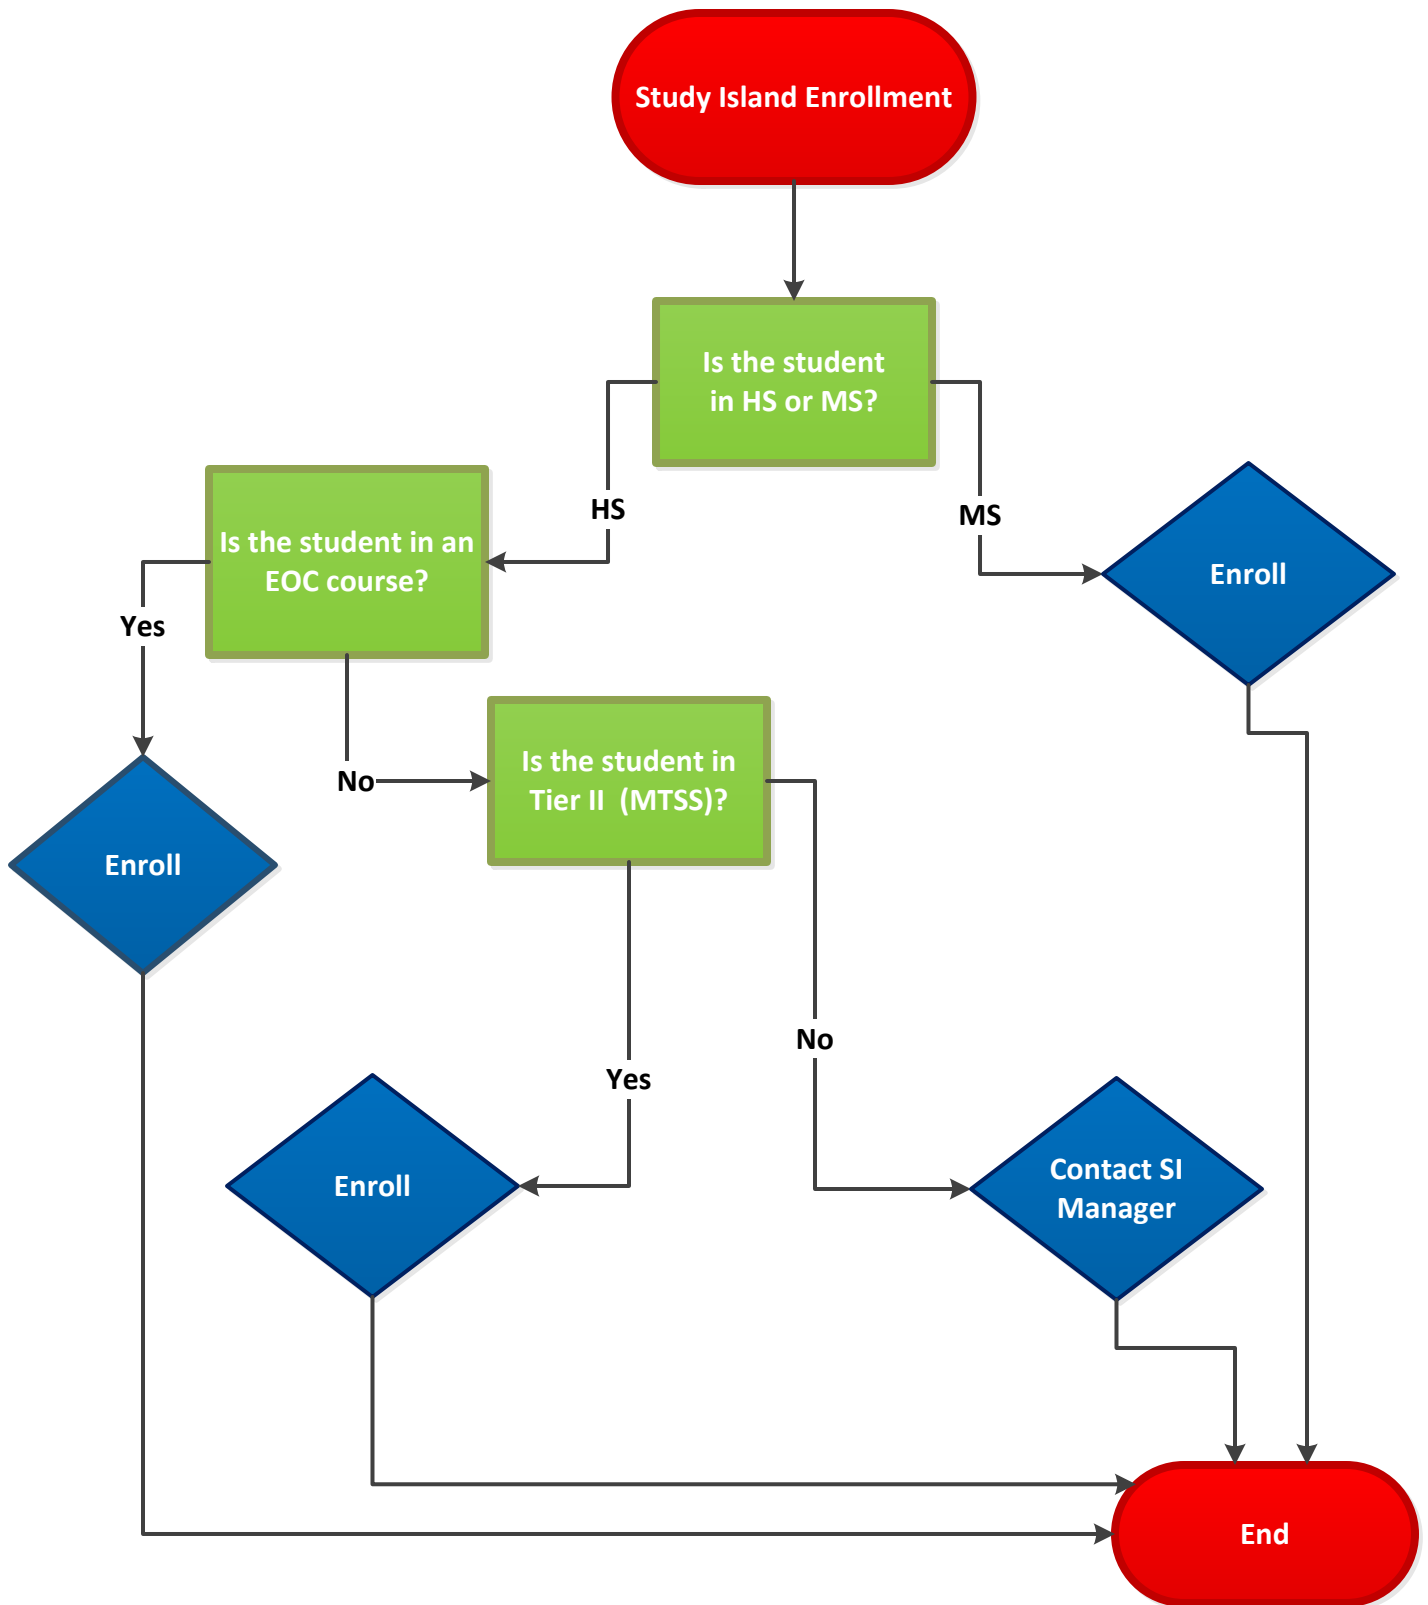 Study Island Enrollment
Is the student
in HS or MS?
HS
MS
Is the student in an
EOC course?
Enroll
Yes
No
Is the student in
Tier II  (MTSS)?
Enroll
No
Yes
Enroll
Contact SI
Manager
End